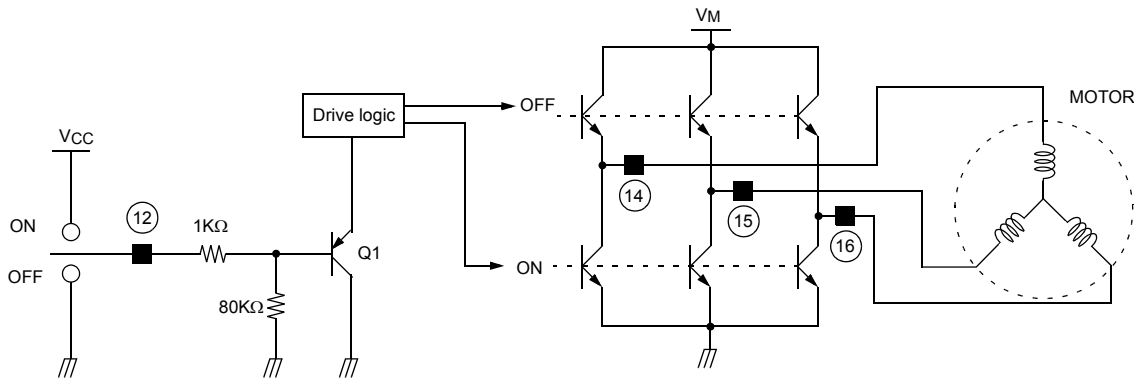 VM
Drive logic
OFF
MOTOR
VCC
14
12
15
ON
1KΩ
16
Q1
ON
OFF
80KΩ